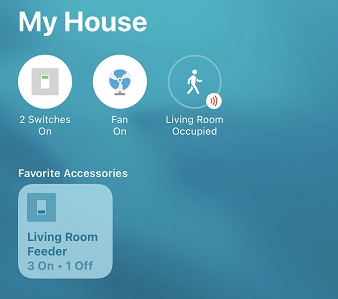 My House
2 Switches
On
Fan
On
Living Room
Occupied
Favorite Accessories
Living Room
Feeder
3 On • 1 Off